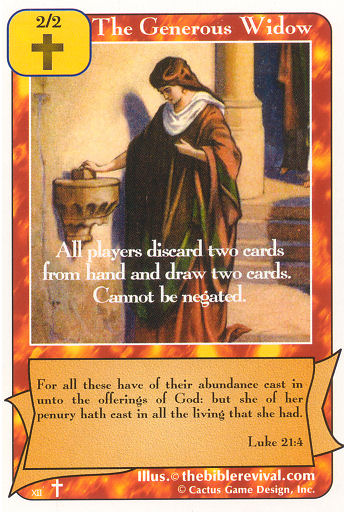 2/2
The Generous Widow
All players discard two cards
from hand and draw two cards.
Cannot be negated.
For all these have of their abundance cast in
unto the offerings of God: but she of her
penury hath cast in all the living that she had.
Luke 21:4
Illus.© thebiblerevival.com
XII
© Cactus Game Design, Inc.